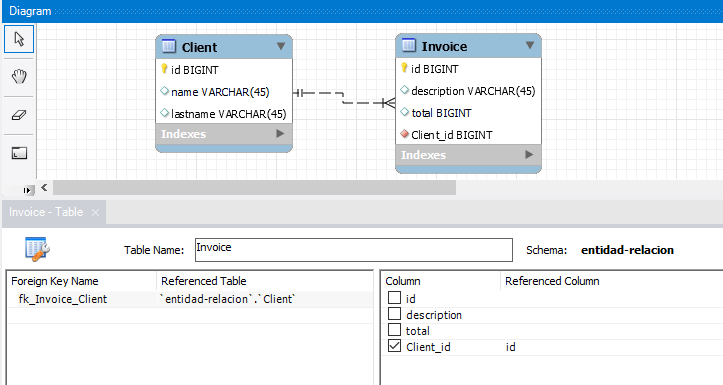 Diagram
Client
id BIGINT
name VARCHAR(45)
lastname VARCHAR(45)
Indexes
Invoice
id BIGINT
description VARCHAR(45)
total BIGINT
Client_id BIGINT
Indexes
Invoice - Table
Table Name: Invoice Schema: entidad-relacion
Foreign Key Name Referenced Table
fk_Invoice_Client `entidad-relacion`.`Client`
Column Referenced Column
id
description
total
Client_id id